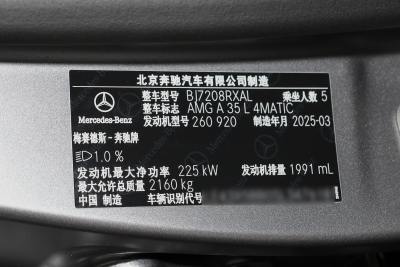 北京奔驰汽车有限公司制造
整车型号 BJ7208RXAL 乘坐人数 5
整车标志 AMG A 35 L 4MATIC
发动机型号 260 920 制造年月 2025-03
Mercedes-Benz
梅赛德斯-奔驰牌
1.0 %
发动机最大净功率 225 kW 发动机排量 1991 mL
最大允许总质量 2160 kg
中国 制造 车辆识别代号